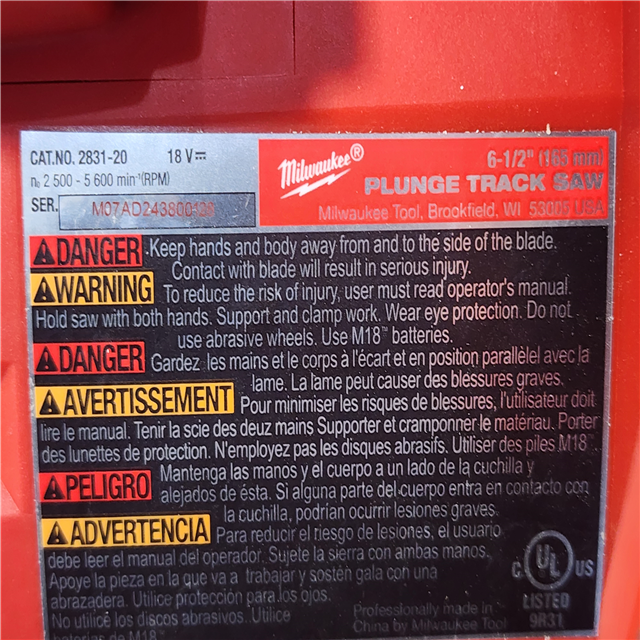 CAT.NO. 2831-20 18 V
n₀ 2 500 - 5 600 min⁻¹(RPM)
SER.
Milwaukee®
6-1/2" (165 mm)
PLUNGE TRACK SAW
Milwaukee Tool, Brookfield, WI 53005 USA
DANGER Keep hands and body away from and to the side of the blade.
Contact with blade will result in serious injury.
WARNING To reduce the risk of injury, user must read operator's manual.
Hold saw with both hands. Support and clamp work. Wear eye protection. Do not
use abrasive wheels. Use M18™ batteries.
DANGER Gardez les mains et le corps à l'écart et en position parallèlel avec la
lame. La lame peut causer des blessures graves.
AVERTISSEMENT Pour minimiser les risques de blessures, l'utilisateur doit
lire le manual. Tenir la scie des deuz mains Supporter et cramponner le matériau. Porter
des lunettes de protection. N'employez pas les disques abrasifs. Utiliser des piles M18™
PELIGRO Mantenga las manos y el cuerpo a un lado de la cuchilla y
alejados de ésta. Si alguna parte del cuerpo entra en contacto con
la cuchilla, podrían ocurrir lesiones graves.
ADVERTENCIA Para reducir el riesgo de lesiones, el usuario
debe leer el manual del operador. Sujete la sierra con ambas manos.
Apoye la pieza en la que va a trabajar y sostén gala con una
abrazadera. Utilice protección para los ojos.
No utilicé los discos abrasivos. Utilice
baterías de M18™
Professionally made in
China by Milwaukee Tool
C UL US
LISTED
9R31